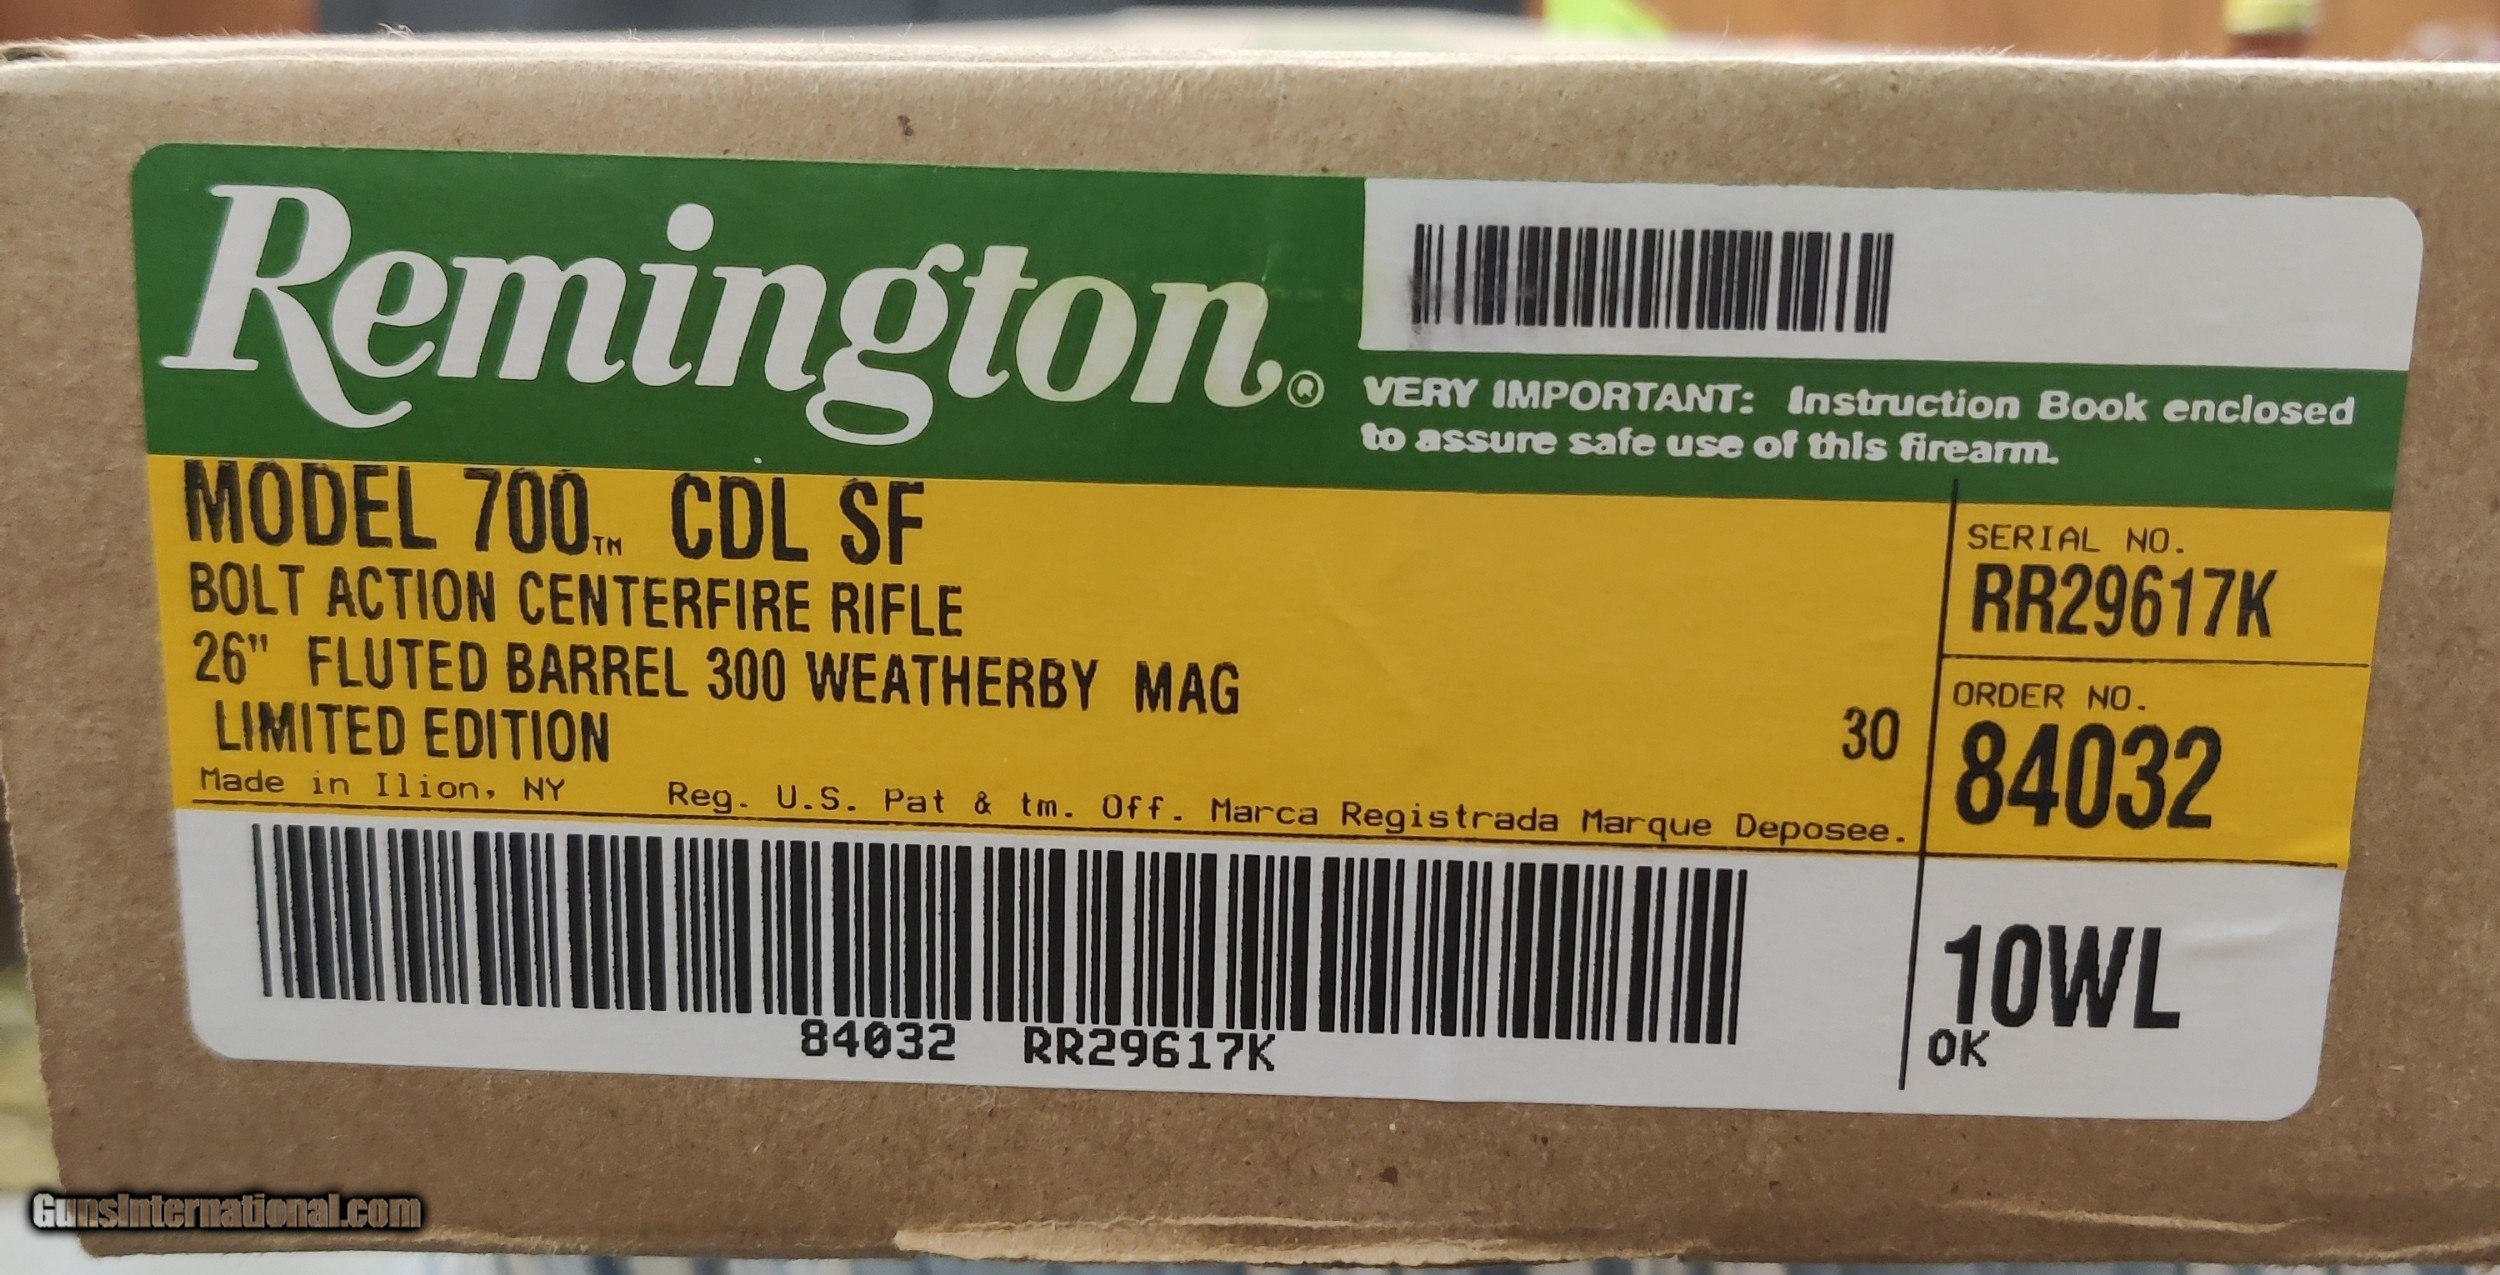 Remington®
VERY IMPORTANT: Instruction Book enclosed
to assure safe use of this firearm.
MODEL 700™ CDL SF
BOLT ACTION CENTERFIRE RIFLE
26" FLUTED BARREL 300 WEATHERBY MAG
LIMITED EDITION
30
Made in Ilion, NY Reg. U.S. Pat & tm. Off. Marca Registrada Marque Deposee.
SERIAL NO.
RR29617K
ORDER NO.
84032
84032 RR29617K
10WL
OK
GunsInternational.com